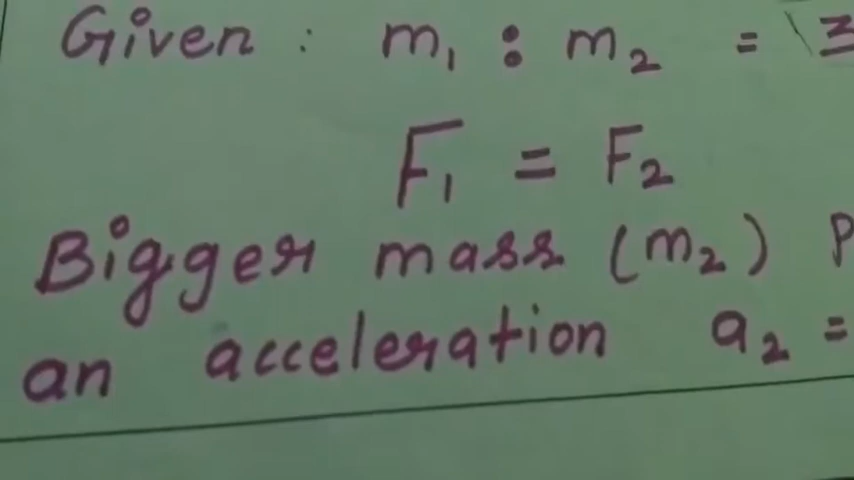 Given : m₁ : m₂ =
F₁ = F₂
Bigger mass (m₂)
an acceleration a₂ =